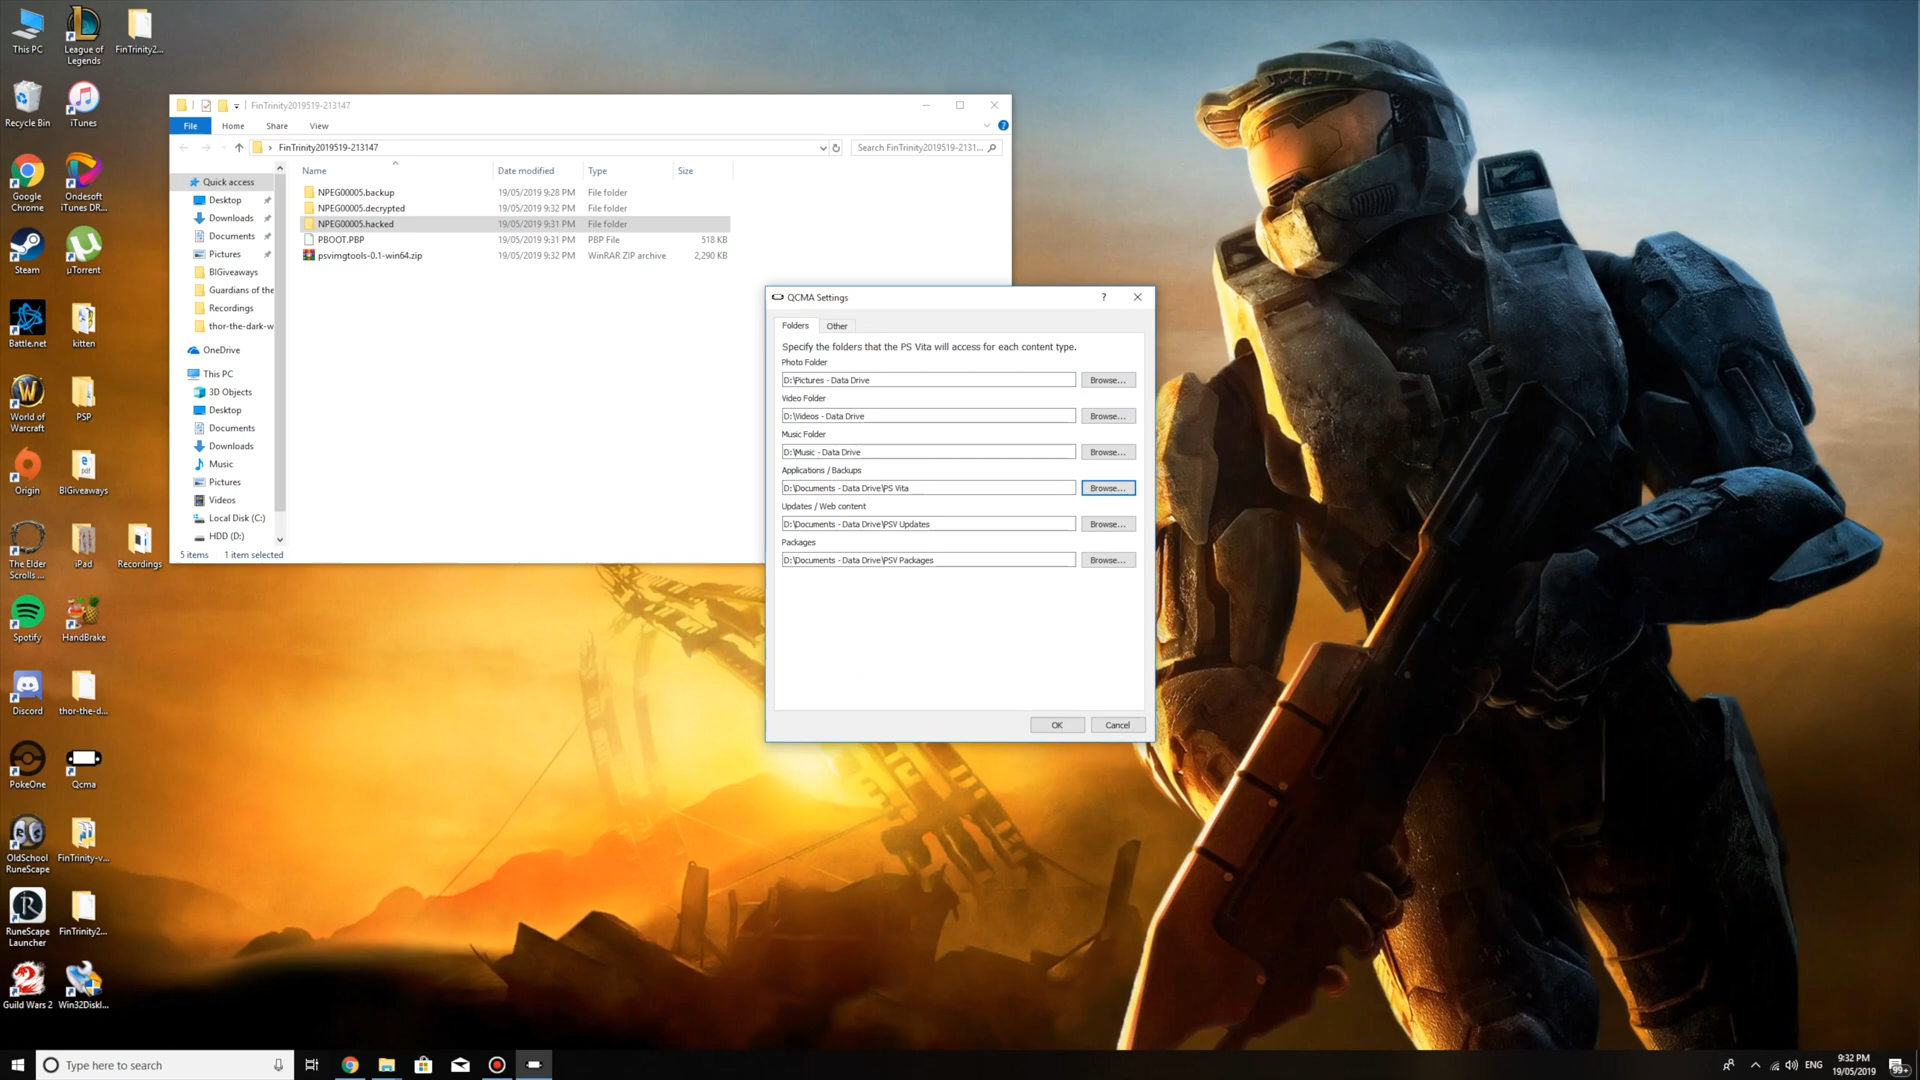 This PC
League of
Legends
FinTrinity2...
Recycle Bin
iTunes
Google
Chrome
Ondesoft
iTunes DR...
Steam
µTorrent
Battle.net
kitten
World of
Warcraft
PSP
Origin
BIGiveaways
The Elder
Scrolls ...
iPad
Recordings
Spotify
HandBrake
Discord
thor-the-d...
PokeOne
Qcma
OldSchool
RuneScape
FinTrinity-v...
RuneScape
Launcher
FinTrinity2...
Guild Wars 2
Win32DiskI...
FinTrinity2019519-213147
File Home Share View
FinTrinity2019519-213147
Search FinTrinity2019519-2131...
Quick access
Desktop
Downloads
Documents
Pictures
BIGiveaways
Guardians of the
Recordings
thor-the-dark-w
OneDrive
This PC
3D Objects
Desktop
Downloads
Documents
Music
Pictures
Videos
Local Disk (C:)
HDD (D:)
Name Date modified Type Size
NPEG00005.backup 19/05/2019 9:28 PM File folder
NPEG00005.decrypted 19/05/2019 9:32 PM File folder
NPEG00005.hacked 19/05/2019 9:31 PM File folder
PBOOT.PBP 19/05/2019 9:31 PM PBP File 518 KB
psvimgtools-0.1-win64.zip 19/05/2019 9:32 PM WinRAR ZIP archive 2,290 KB
5 items 1 item selected
QCMA Settings
Folders Other
Specify the folders that the PS Vita will access for each content type.
Photo Folder
D:\Pictures - Data Drive Browse...
Video Folder
D:\Videos - Data Drive Browse...
Music Folder
D:\Music - Data Drive Browse...
Applications / Backups
D:\Documents - Data Drive\PS Vita Browse...
Updates / Web content
D:\Documents - Data Drive\PSV Updates Browse...
Packages
D:\Documents - Data Drive\PSV Packages Browse...
OK Cancel
Type here to search
ENG
9:32 PM
19/05/2019
99+